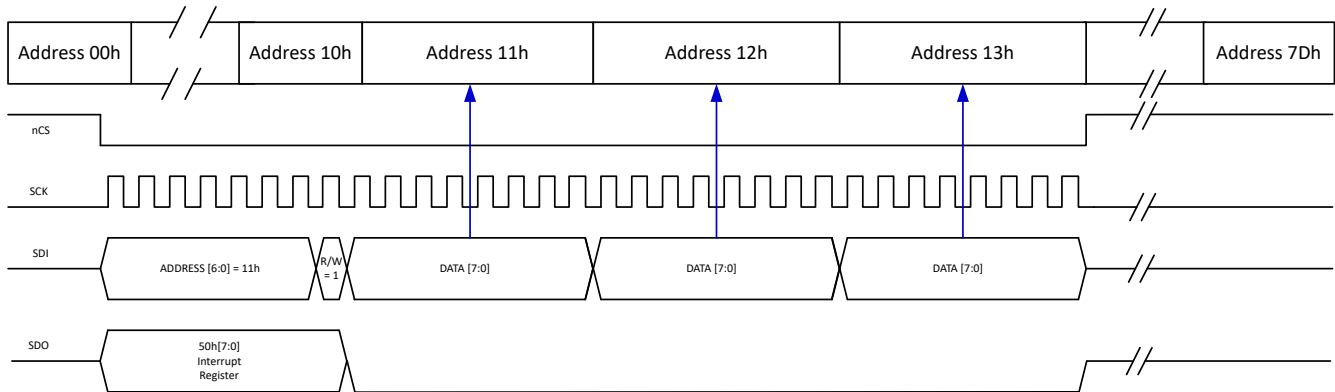 Address 00h Address 10h Address 11h Address 12h Address 13h Address 7Dh
nCS
SCK
SDI ADDRESS [6:0] = 11h R/W = 1 DATA [7:0] DATA [7:0] DATA [7:0]
SDO 50h[7:0]
Interrupt
Register